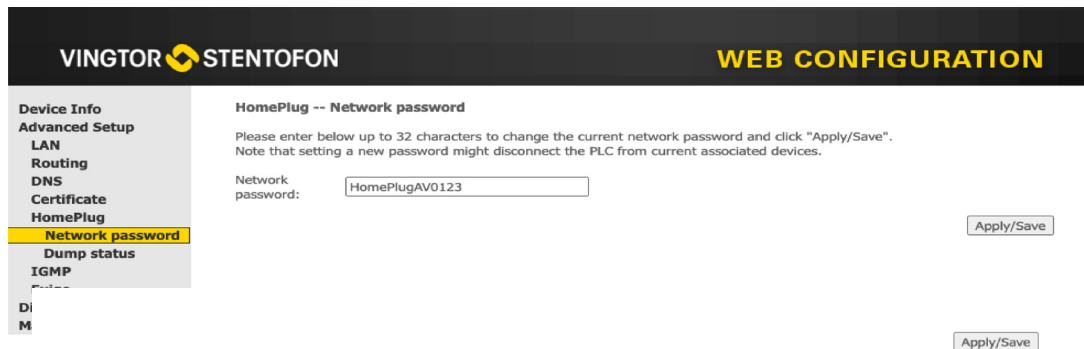 VINGTOR STENTOFON
WEB CONFIGURATION
Device Info
Advanced Setup
LAN
Routing
DNS
Certificate
HomePlug
Network password
Dump status
IGMP
HomePlug -- Network password
Please enter below up to 32 characters to change the current network password and click "Apply/Save".
Note that setting a new password might disconnect the PLC from current associated devices.
Network
password:
HomePlugAV0123
Apply/Save
Apply/Save